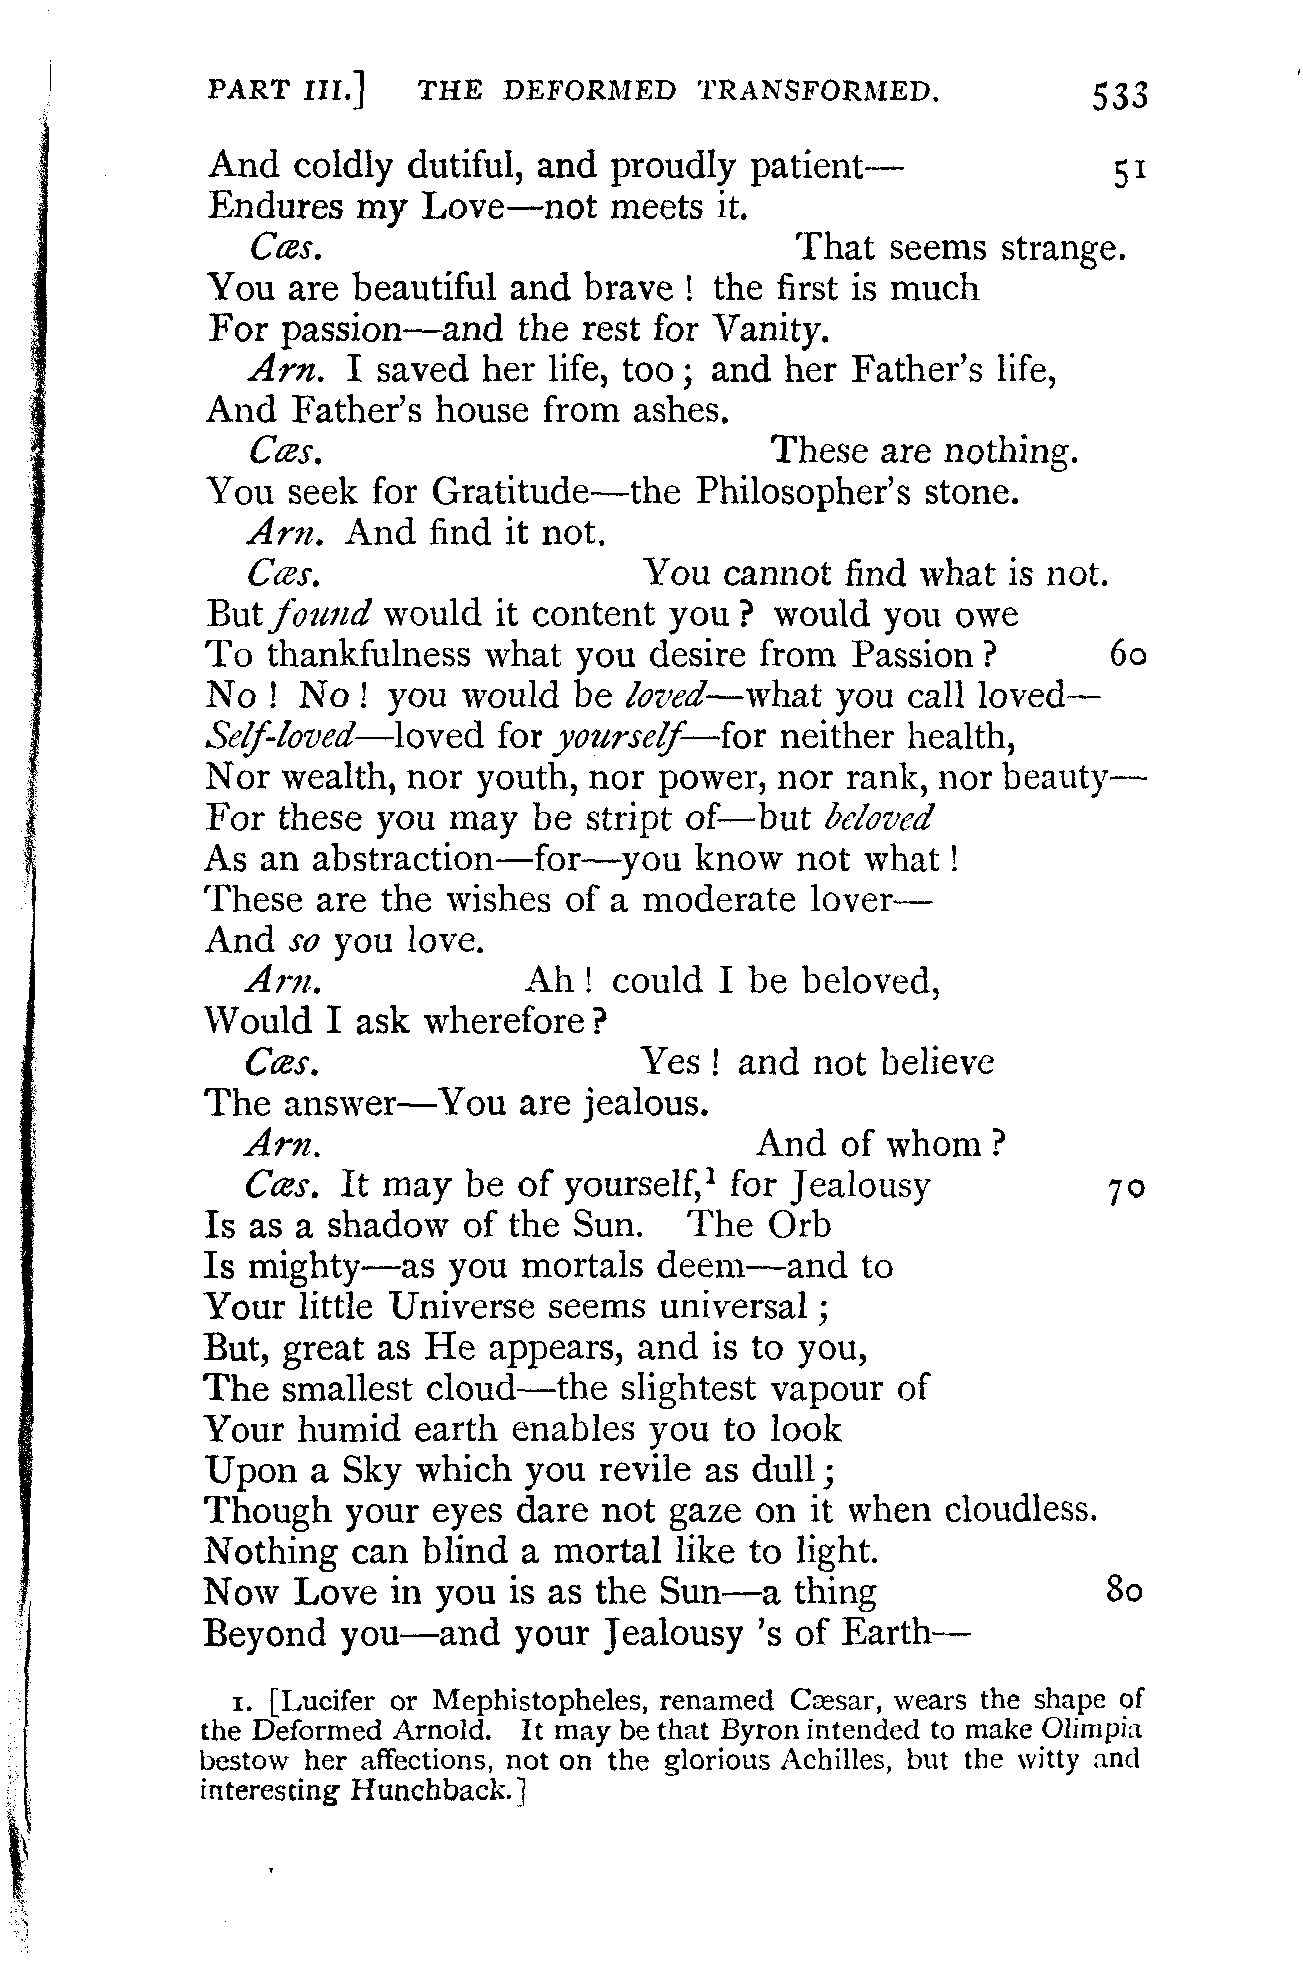 PART III.] THE DEFORMED TRANSFORMED. 533
And coldly dutiful, and proudly patient— 51
Endures my Love—not meets it.
Cæs. That seems strange.
You are beautiful and brave! the first is much
For passion—and the rest for Vanity.
Arn. I saved her life, too; and her Father's life,
And Father's house from ashes.
Cæs. These are nothing.
You seek for Gratitude—the Philosopher's stone.
Arn. And find it not.
Cæs. You cannot find what is not.
But found would it content you? would you owe
To thankfulness what you desire from Passion? 60
No! No! you would be loved—what you call loved—
Self-loved—loved for yourself—for neither health,
Nor wealth, nor youth, nor power, nor rank, nor beauty—
For these you may be stript of—but beloved
As an abstraction—for—you know not what!
These are the wishes of a moderate lover—
And so you love.
Arn. Ah! could I be beloved,
Would I ask wherefore?
Cæs. Yes! and not believe
The answer—You are jealous.
Arn. And of whom?
Cæs. It may be of yourself,¹ for Jealousy 70
Is as a shadow of the Sun. The Orb
Is mighty—as you mortals deem—and to
Your little Universe seems universal;
But, great as He appears, and is to you,
The smallest cloud—the slightest vapour of
Your humid earth enables you to look
Upon a Sky which you revile as dull;
Though your eyes dare not gaze on it when cloudless.
Nothing can blind a mortal like to light.
Now Love in you is as the Sun—a thing 80
Beyond you—and your Jealousy 's of Earth—
1. [Lucifer or Mephistopheles, renamed Cæsar, wears the shape of
the Deformed Arnold. It may be that Byron intended to make Olimpia
bestow her affections, not on the glorious Achilles, but the witty and
interesting Hunchback.]